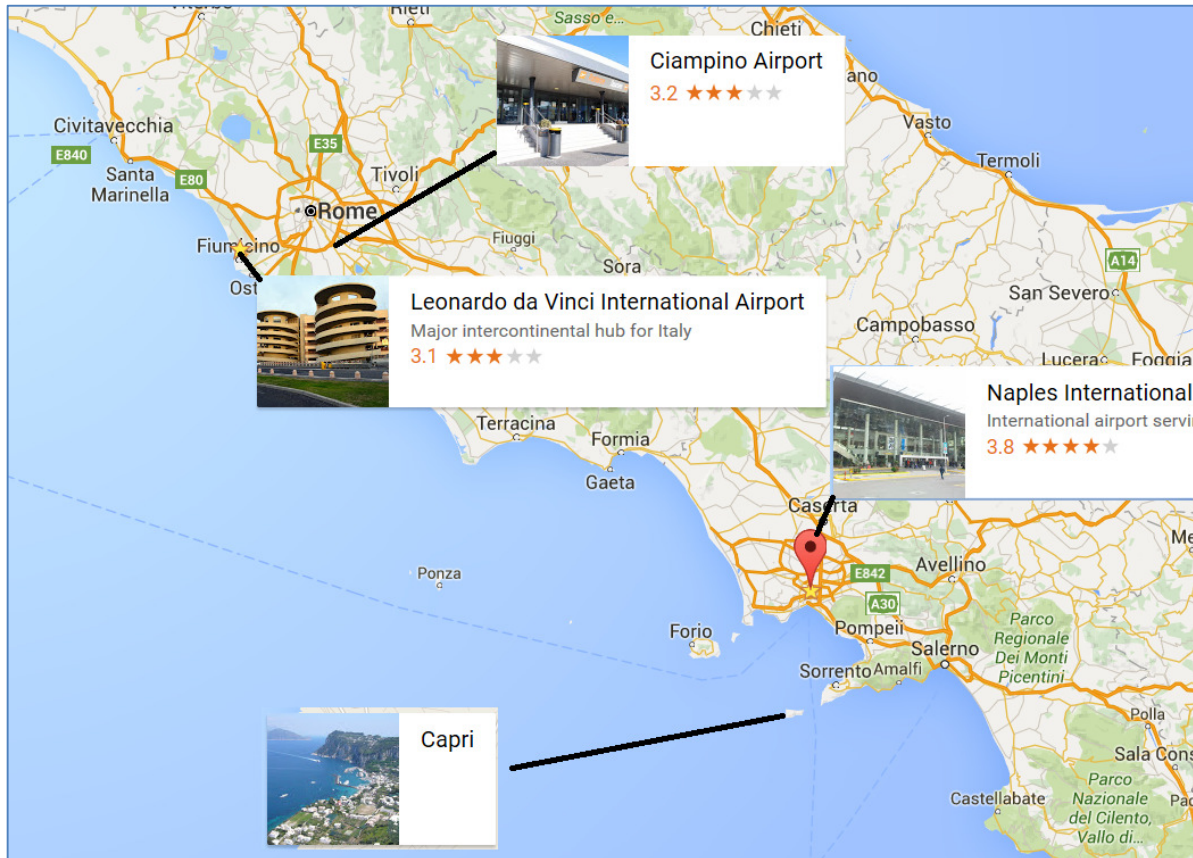 Rieti
Sasso e...
Chieti
Ciampino Airport
3.2
ano
Vasto
Civitavecchia
E840
E35
Termoli
Santa
Marinella
E80
Tivoli
Rome
Fiumicino
Fiuggi
Ost
Sora
A14
San Severo
Leonardo da Vinci International Airport
Major intercontinental hub for Italy
3.1
Campobasso
Lucera
Foggia
Naples International
International airport servin
3.8
Terracina
Formia
Gaeta
Caserta
Me
Ponza
E842
Avellino
A30
Forio
Pompeii
Parco
Regionale
Dei Monti
Picentini
Salerno
Sorrento
Amalfi
Capri
Polla
Sala Cons
Castellabate
Parco
Nazionale
del Cilento,
Vallo di...
Pad